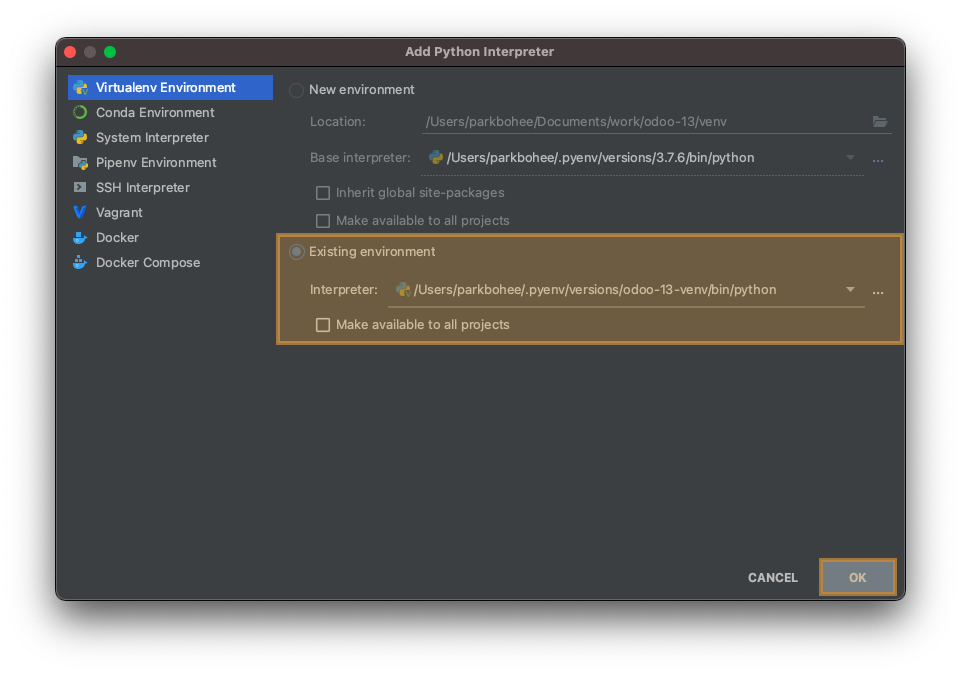 Add Python Interpreter
Virtualenv Environment
Conda Environment
System Interpreter
Pipenv Environment
SSH Interpreter
Vagrant
Docker
Docker Compose
New environment
Location: /Users/parkbohee/Documents/work/odoo-13/venv
Base interpreter: /Users/parkbohee/.pyenv/versions/3.7.6/bin/python ...
Inherit global site-packages
Make available to all projects
Existing environment
Interpreter: /Users/parkbohee/.pyenv/versions/odoo-13-venv/bin/python ...
Make available to all projects
CANCEL OK